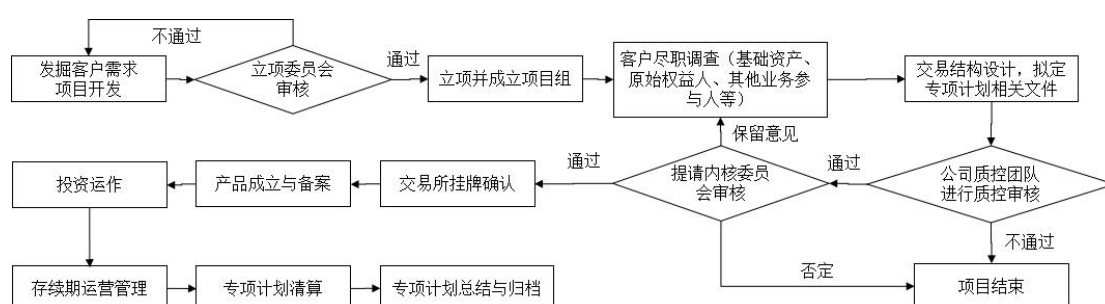 不通过
发掘客户需求
项目开发
立项委员会
审核
通过
立项并成立项目组
客户尽职调查（基础资产、
原始权益人、其他业务参
与人等）
交易结构设计，拟定
专项计划相关文件
保留意见
投资运作
产品成立与备案
交易所挂牌确认
通过
提请内核委员
会审核
通过
公司质控团队
进行质控审核
不通过
否定
存续期运营管理
专项计划清算
专项计划总结与归档
项目结束